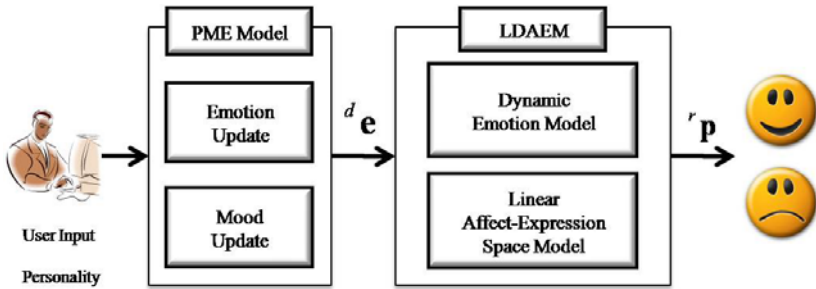 User Input
Personality
PME Model
Emotion
Update
Mood
Update
d e
LDAEM
Dynamic
Emotion Model
Linear
Affect-Expression
Space Model
r p